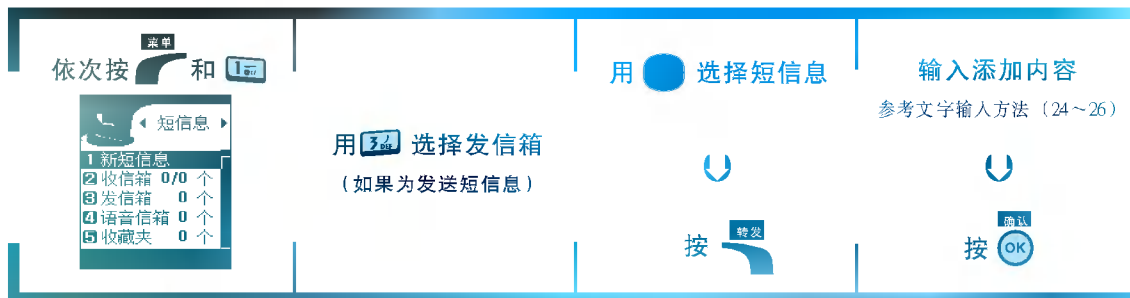 菜单
依次按 和 1
短信息
1 新短信息
2 收信箱 0/0 个
3 发信箱 0 个
4 语音信箱 0 个
5 收藏夹 0 个
用 3 DEF 选择发信箱
（如果为发送短信息）
用 选择短信息
转发
按
输入添加内容
参考文字输入方法（24～26）
确认
按 OK